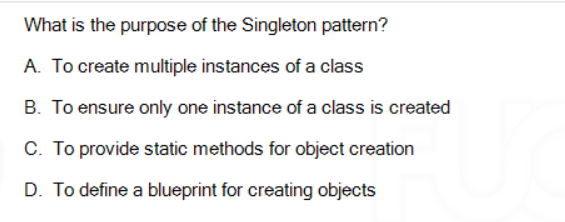 What is the purpose of the Singleton pattern?
A. To create multiple instances of a class
B. To ensure only one instance of a class is created
C. To provide static methods for object creation
D. To define a blueprint for creating objects